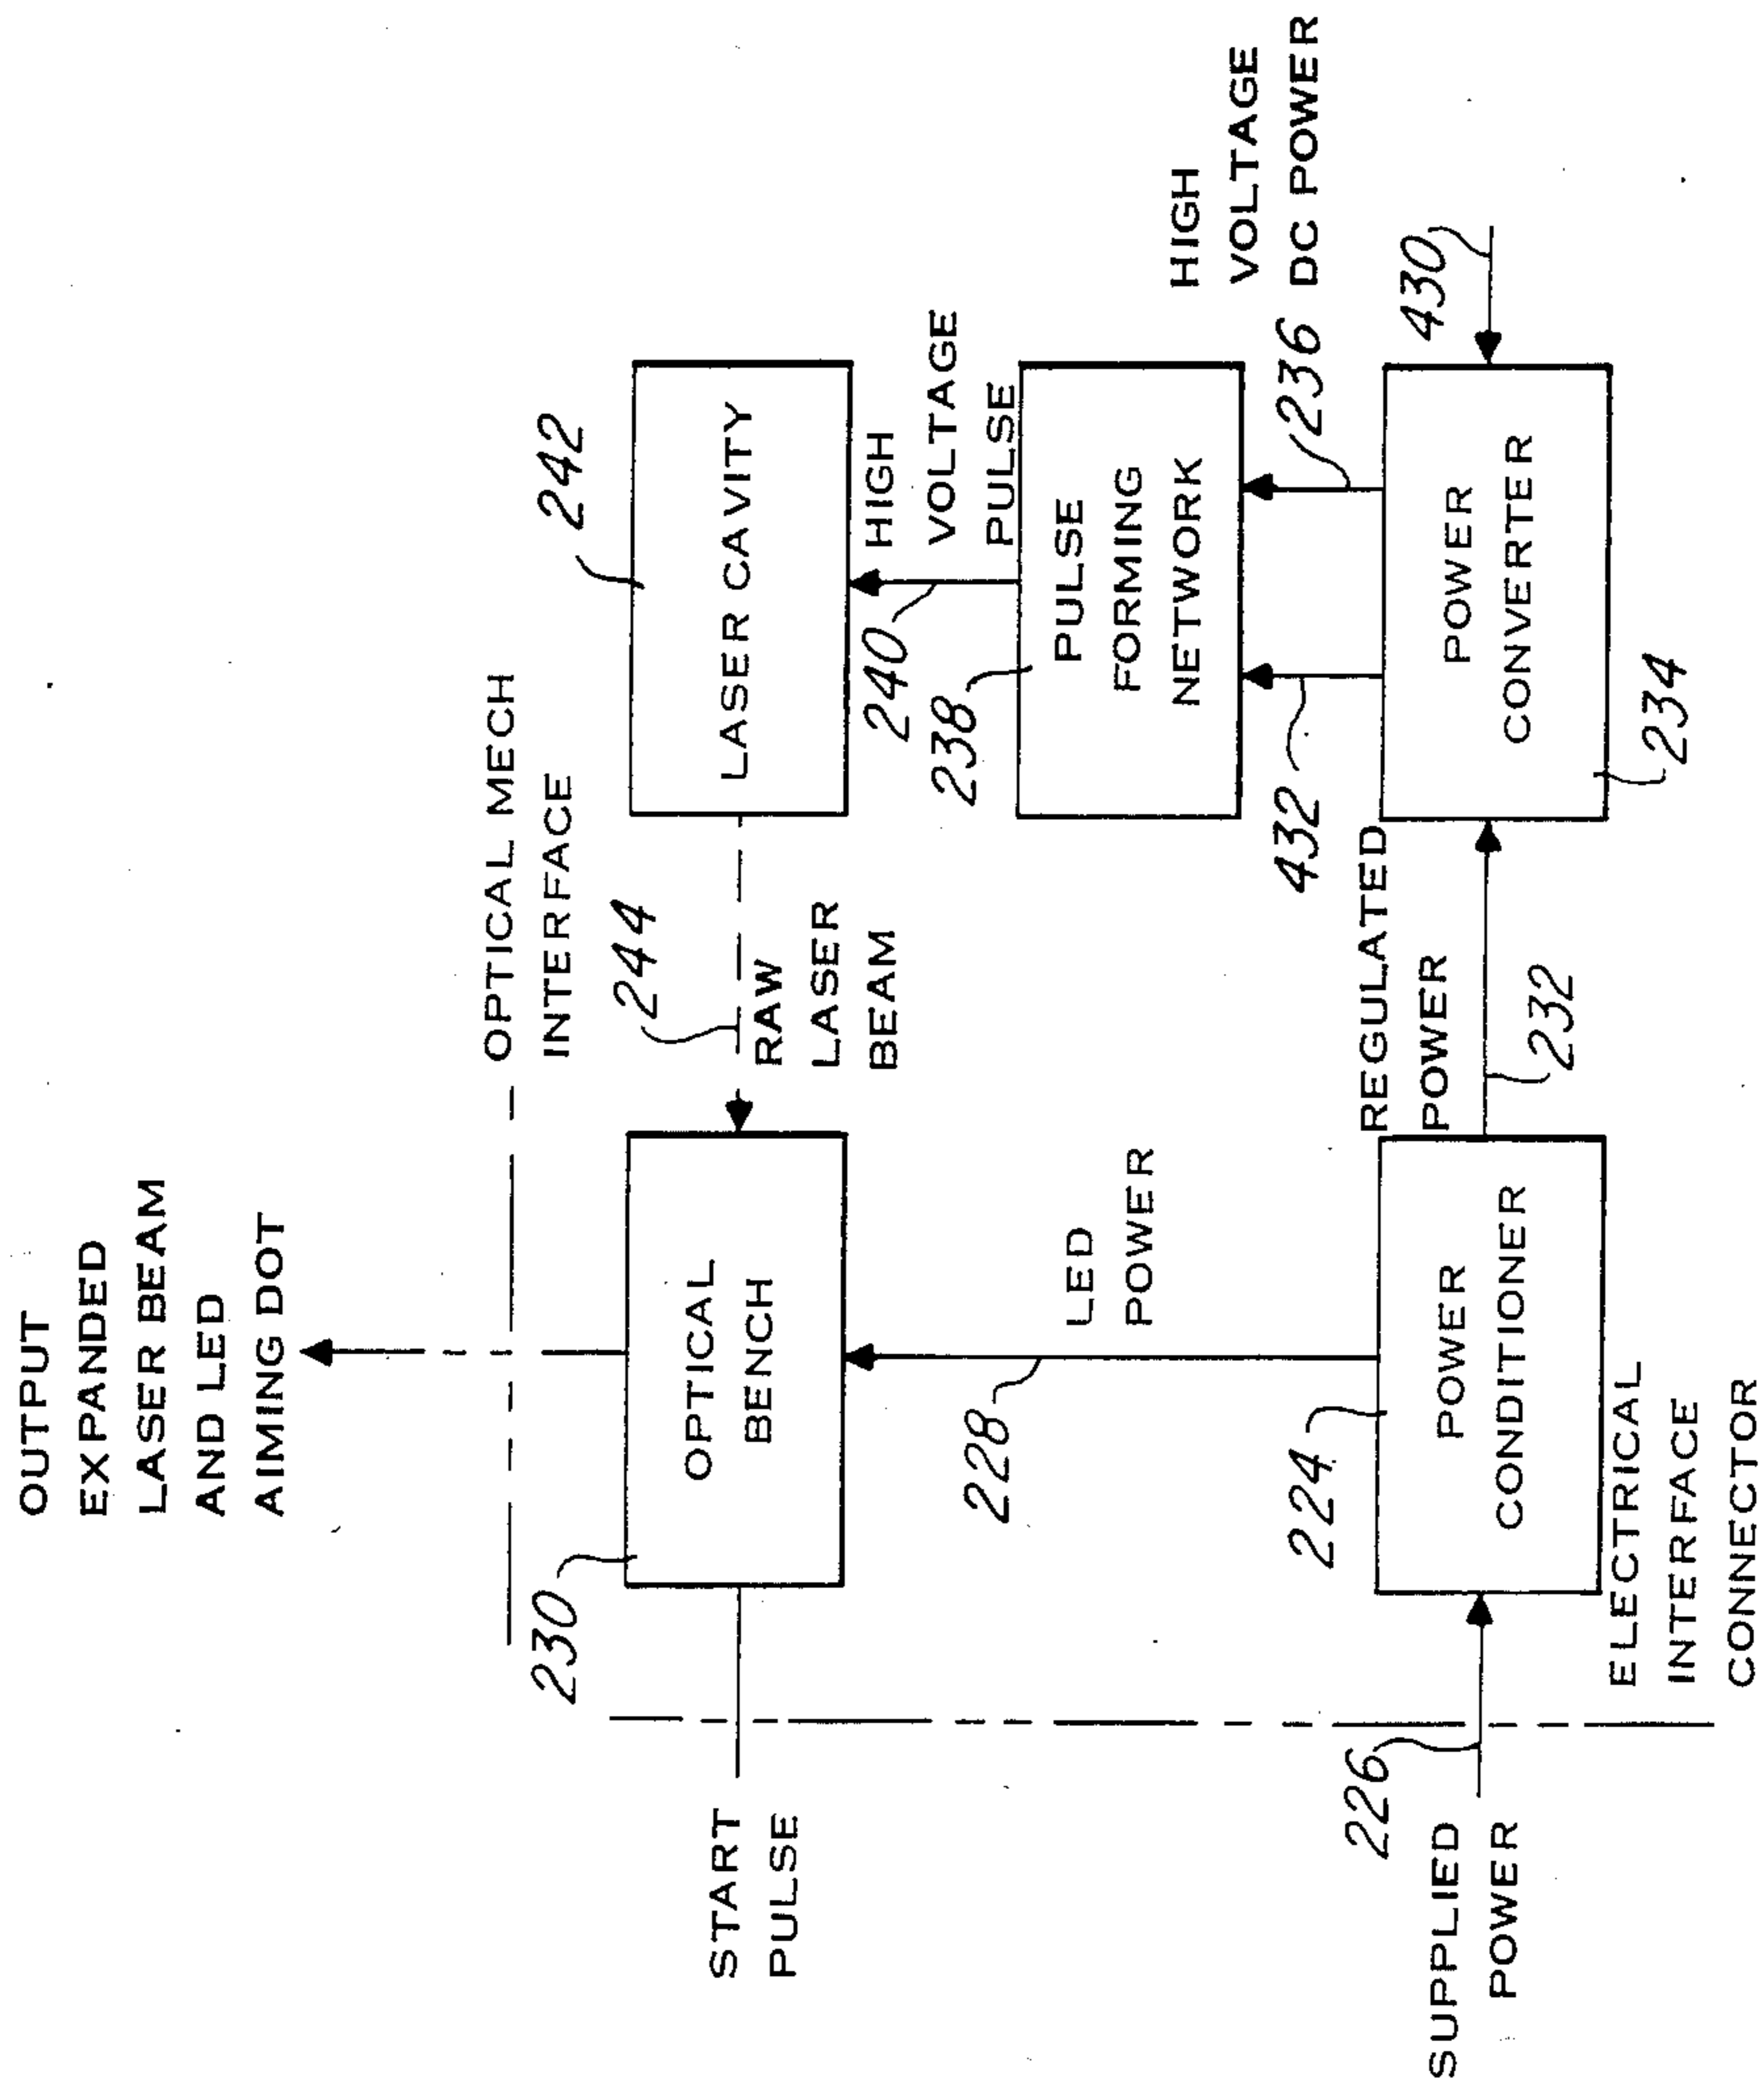 OUTPUT
EXPANDED
LASER BEAM
AND LED
AIMING DOT
OPTICAL MECH
INTERFACE
230
242
START
PULSE
OPTICAL
BENCH
244
RAW
LASER
BEAM
LASER CAVITY
240
HIGH
VOLTAGE
PULSE
228
LED
POWER
238
PULSE
FORMING
NETWORK
432
236
HIGH
VOLTAGE
DC POWER
224
REGULATED
POWER
430
226
SUPPLIED
POWER
POWER
CONDITIONER
232
POWER
CONVERTER
234
ELECTRICAL
INTERFACE
CONNECTOR